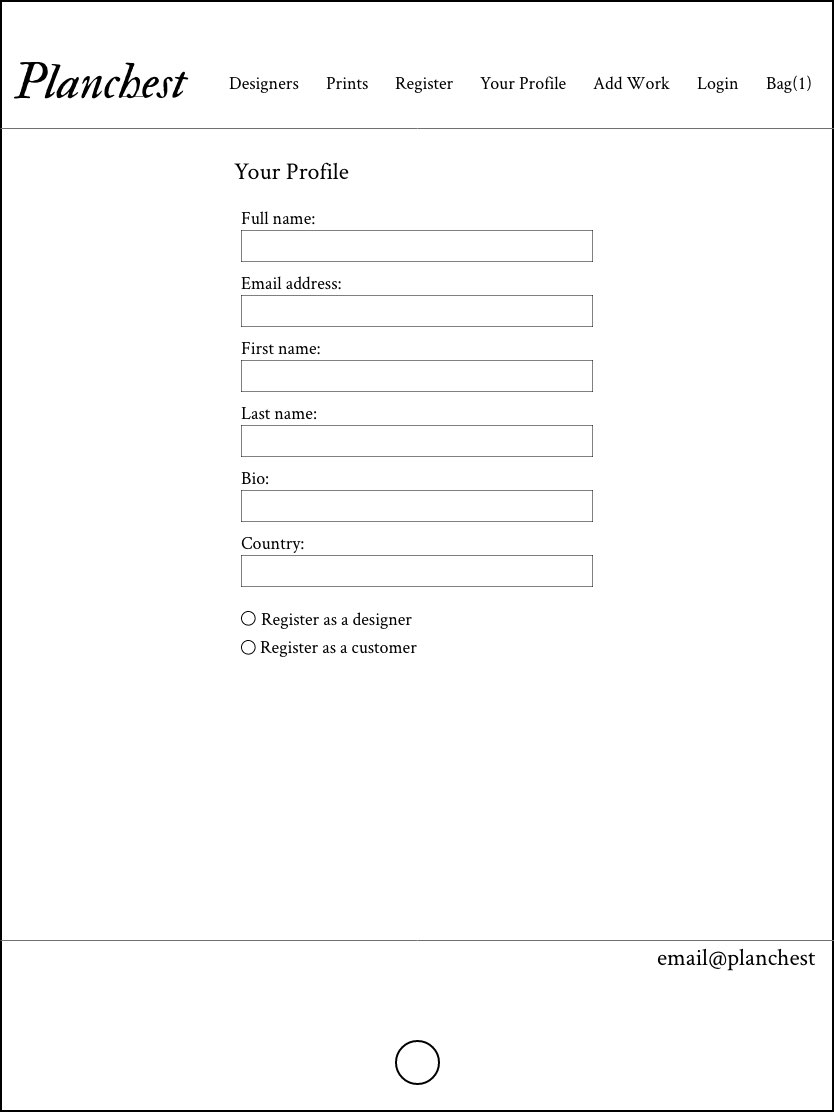 Planchest Designers Prints Register Your Profile Add Work Login Bag(1)
Your Profile
Full name:
Email address:
First name:
Last name:
Bio:
Country:
Register as a designer
Register as a customer
email@planchest